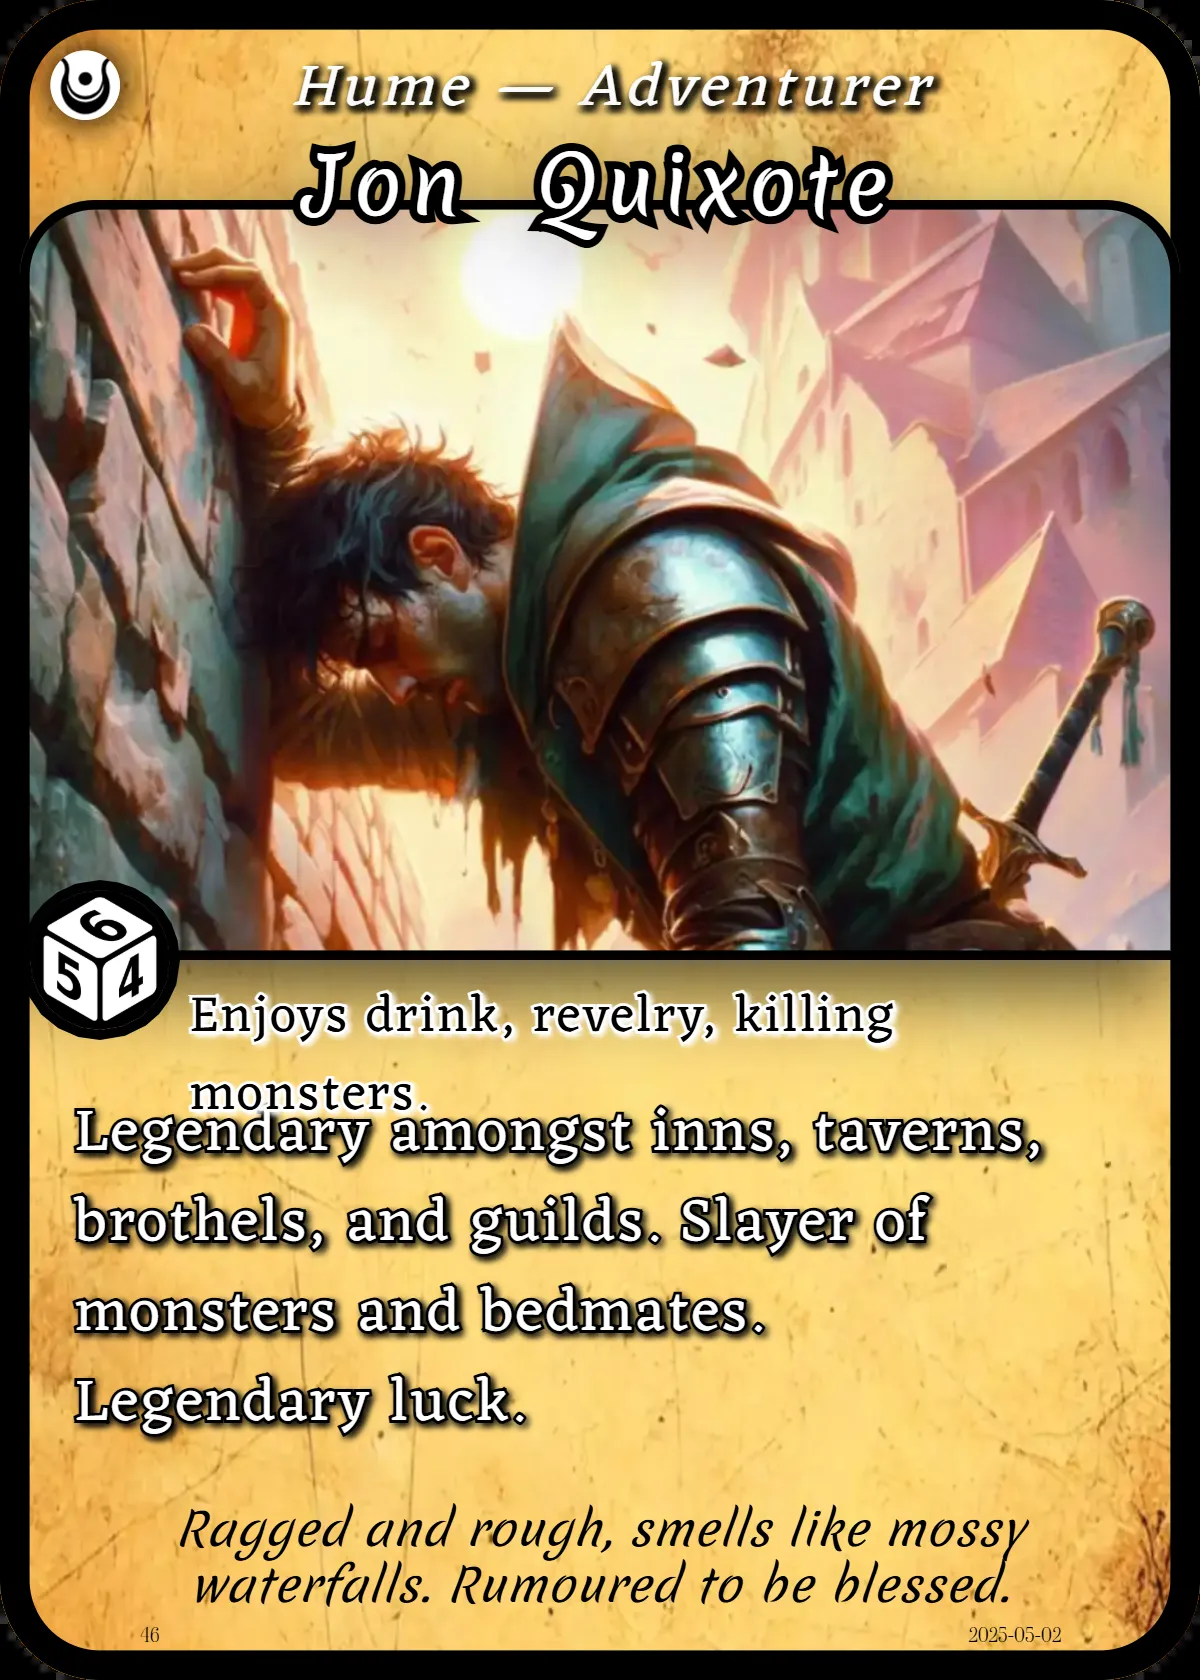 Hume — Adventurer
Jon Quixote
6
5 4
Enjoys drink, revelry, killing
monsters.
Legendary amongst inns, taverns,
brothels, and guilds. Slayer of
monsters and bedmates.
Legendary luck.
Ragged and rough, smells like mossy
waterfalls. Rumoured to be blessed.
46
2025-05-02